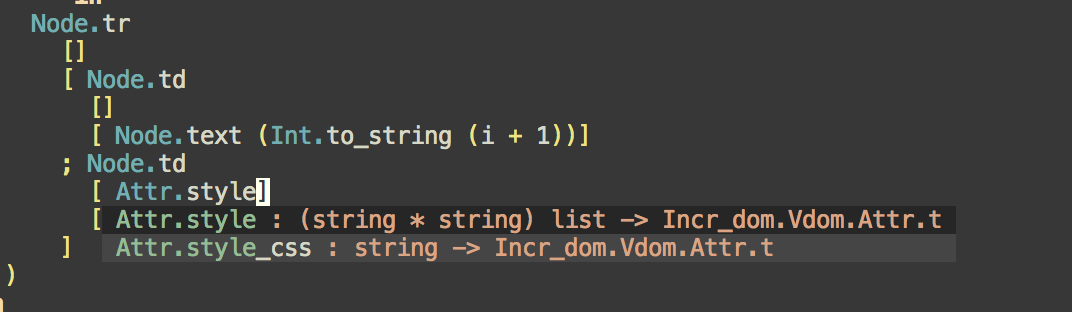 in
Node.tr
[]
[ Node.td
[]
[ Node.text (Int.to_string (i + 1))]
; Node.td
[ Attr.style]
[ Attr.style : (string * string) list -> Incr_dom.Vdom.Attr.t
] Attr.style_css : string -> Incr_dom.Vdom.Attr.t
)